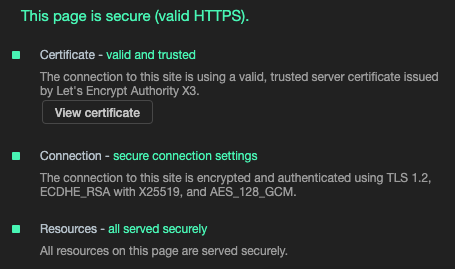 This page is secure (valid HTTPS).
Certificate - valid and trusted
The connection to this site is using a valid, trusted server certificate issued
by Let's Encrypt Authority X3.
View certificate
Connection - secure connection settings
The connection to this site is encrypted and authenticated using TLS 1.2,
ECDHE_RSA with X25519, and AES_128_GCM.
Resources - all served securely
All resources on this page are served securely.